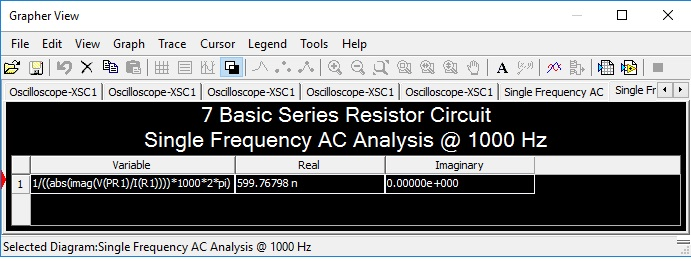 Grapher View
File Edit View Graph Trace Cursor Legend Tools Help
Oscilloscope-XSC1 Oscilloscope-XSC1 Oscilloscope-XSC1 Oscilloscope-XSC1 Oscilloscope-XSC1 Single Frequency AC Single Fr
7 Basic Series Resistor Circuit
Single Frequency AC Analysis @ 1000 Hz
Variable Real Imaginary
1 1/((abs(imag(V(PR1)/I(R1))))*1000*2*pi) 599.76798 n 0.00000e+000
Selected Diagram:Single Frequency AC Analysis @ 1000 Hz